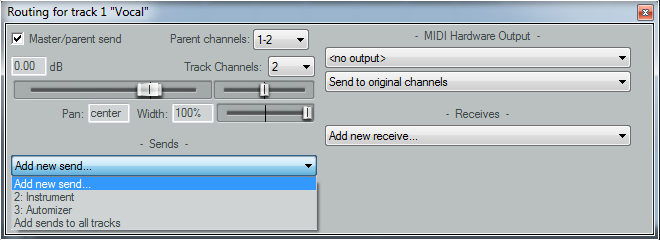 Routing for track 1 "Vocal"
Master/parent send
Parent channels: 1-2
0.00 dB
Track Channels: 2
Pan: center Width: 100%
- Sends -
Add new send...
Add new send...
2: Instrument
3: Automizer
Add sends to all tracks
- MIDI Hardware Output -
<no output>
Send to original channels
- Receives -
Add new receive...